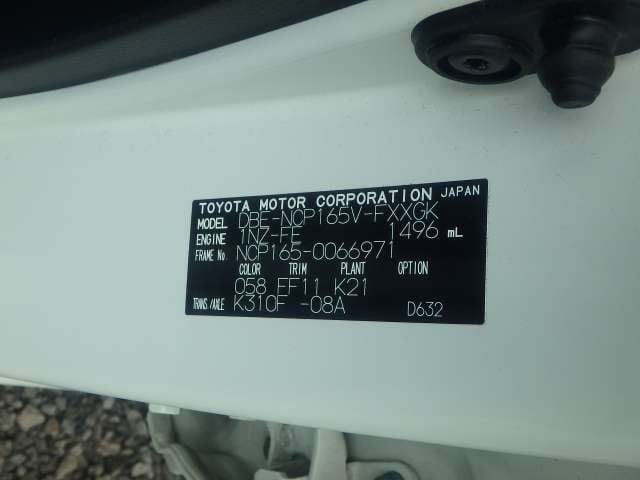 TOYOTA MOTOR CORPORATION JAPAN
MODEL DBE-NCP165V-FXXGK
ENGINE 1NZ-FE 1496 mL
FRAME No. NCP165-0066971
COLOR TRIM PLANT OPTION
058 FF11 K21
TRANS./AXLE K310F -08A D632